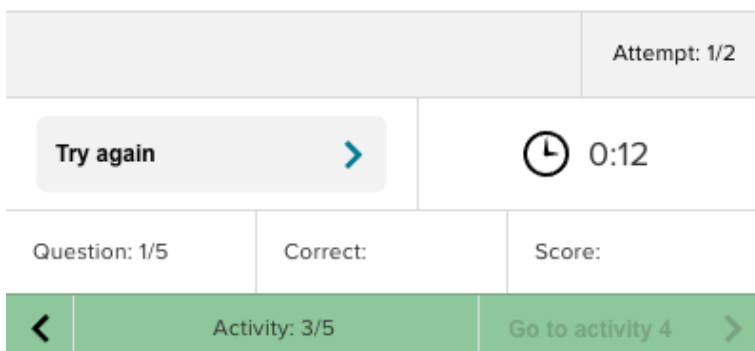 Attempt: 1/2
Try again
0:12
Question: 1/5
Correct:
Score:
Activity: 3/5
Go to activity 4